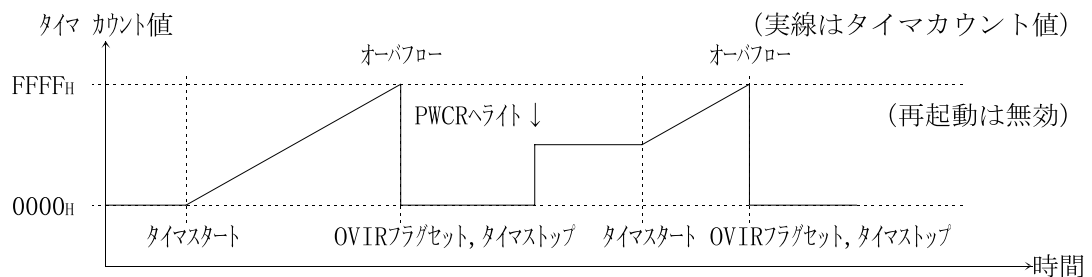 ﾀｲﾏ ｶｳﾝﾄ値
(実線はタイマカウント値)
ｵｰﾊﾞﾌﾛｰ ｵｰﾊﾞﾌﾛｰ
FFFFH
PWCRへﾗｲﾄ ↓
(再起動は無効)
0000H
ﾀｲﾏｽﾀｰﾄ OVIRﾌﾗｸﾞｾｯﾄ, ﾀｲﾏｽﾄｯﾌﾟ ﾀｲﾏｽﾀｰﾄ OVIRﾌﾗｸﾞｾｯﾄ, ﾀｲﾏｽﾄｯﾌﾟ
時間